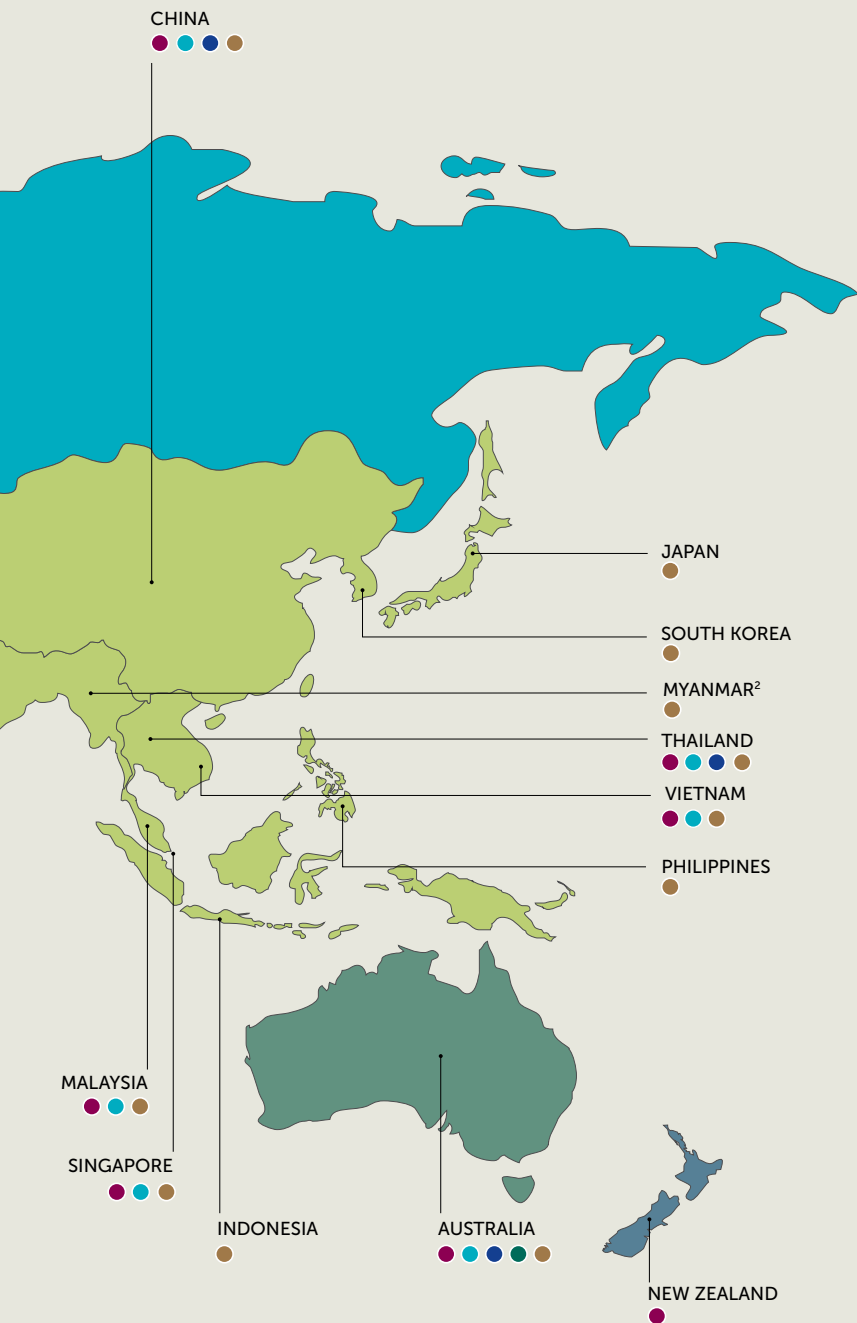 CHINA
JAPAN
SOUTH KOREA
MYANMAR²
THAILAND
VIETNAM
PHILIPPINES
MALAYSIA
SINGAPORE
INDONESIA
AUSTRALIA
NEW ZEALAND